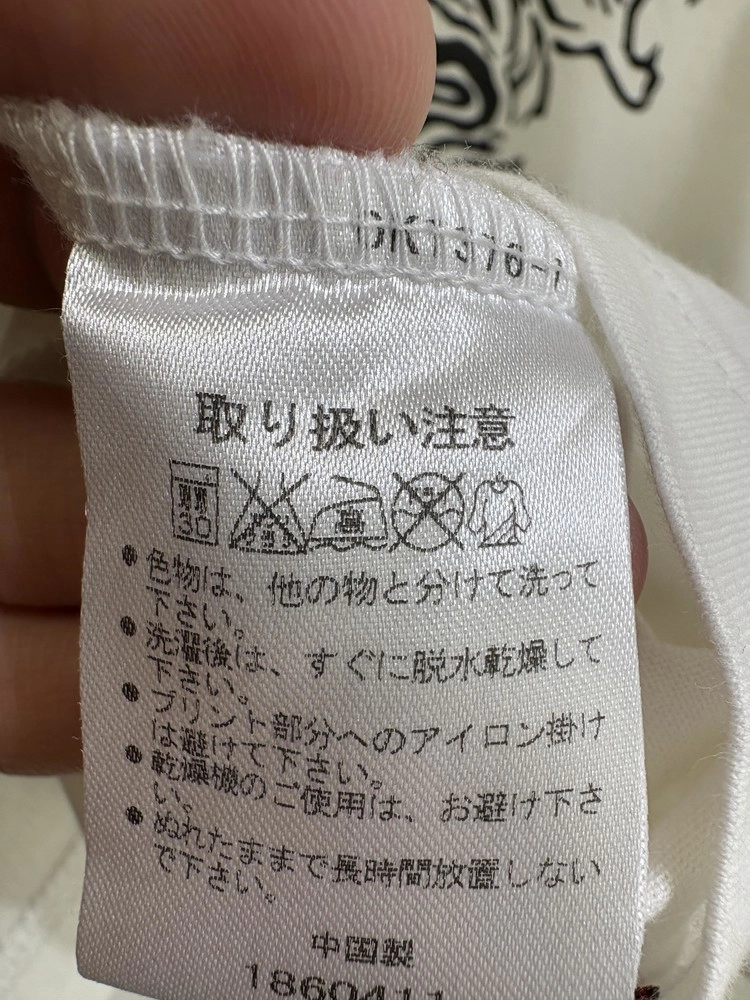 DK1376-1
取り扱い注意
30
● 色物は、他の物と分けて洗って
下さい。
● 洗濯後は、すぐに脱水乾燥して
下さい。
● プリント部分へのアイロン掛け
は避けて下さい。
● 乾燥機のご使用は、お避け下さ
い。
● ぬれたままで長時間放置しない
で下さい。
中国製
1860411